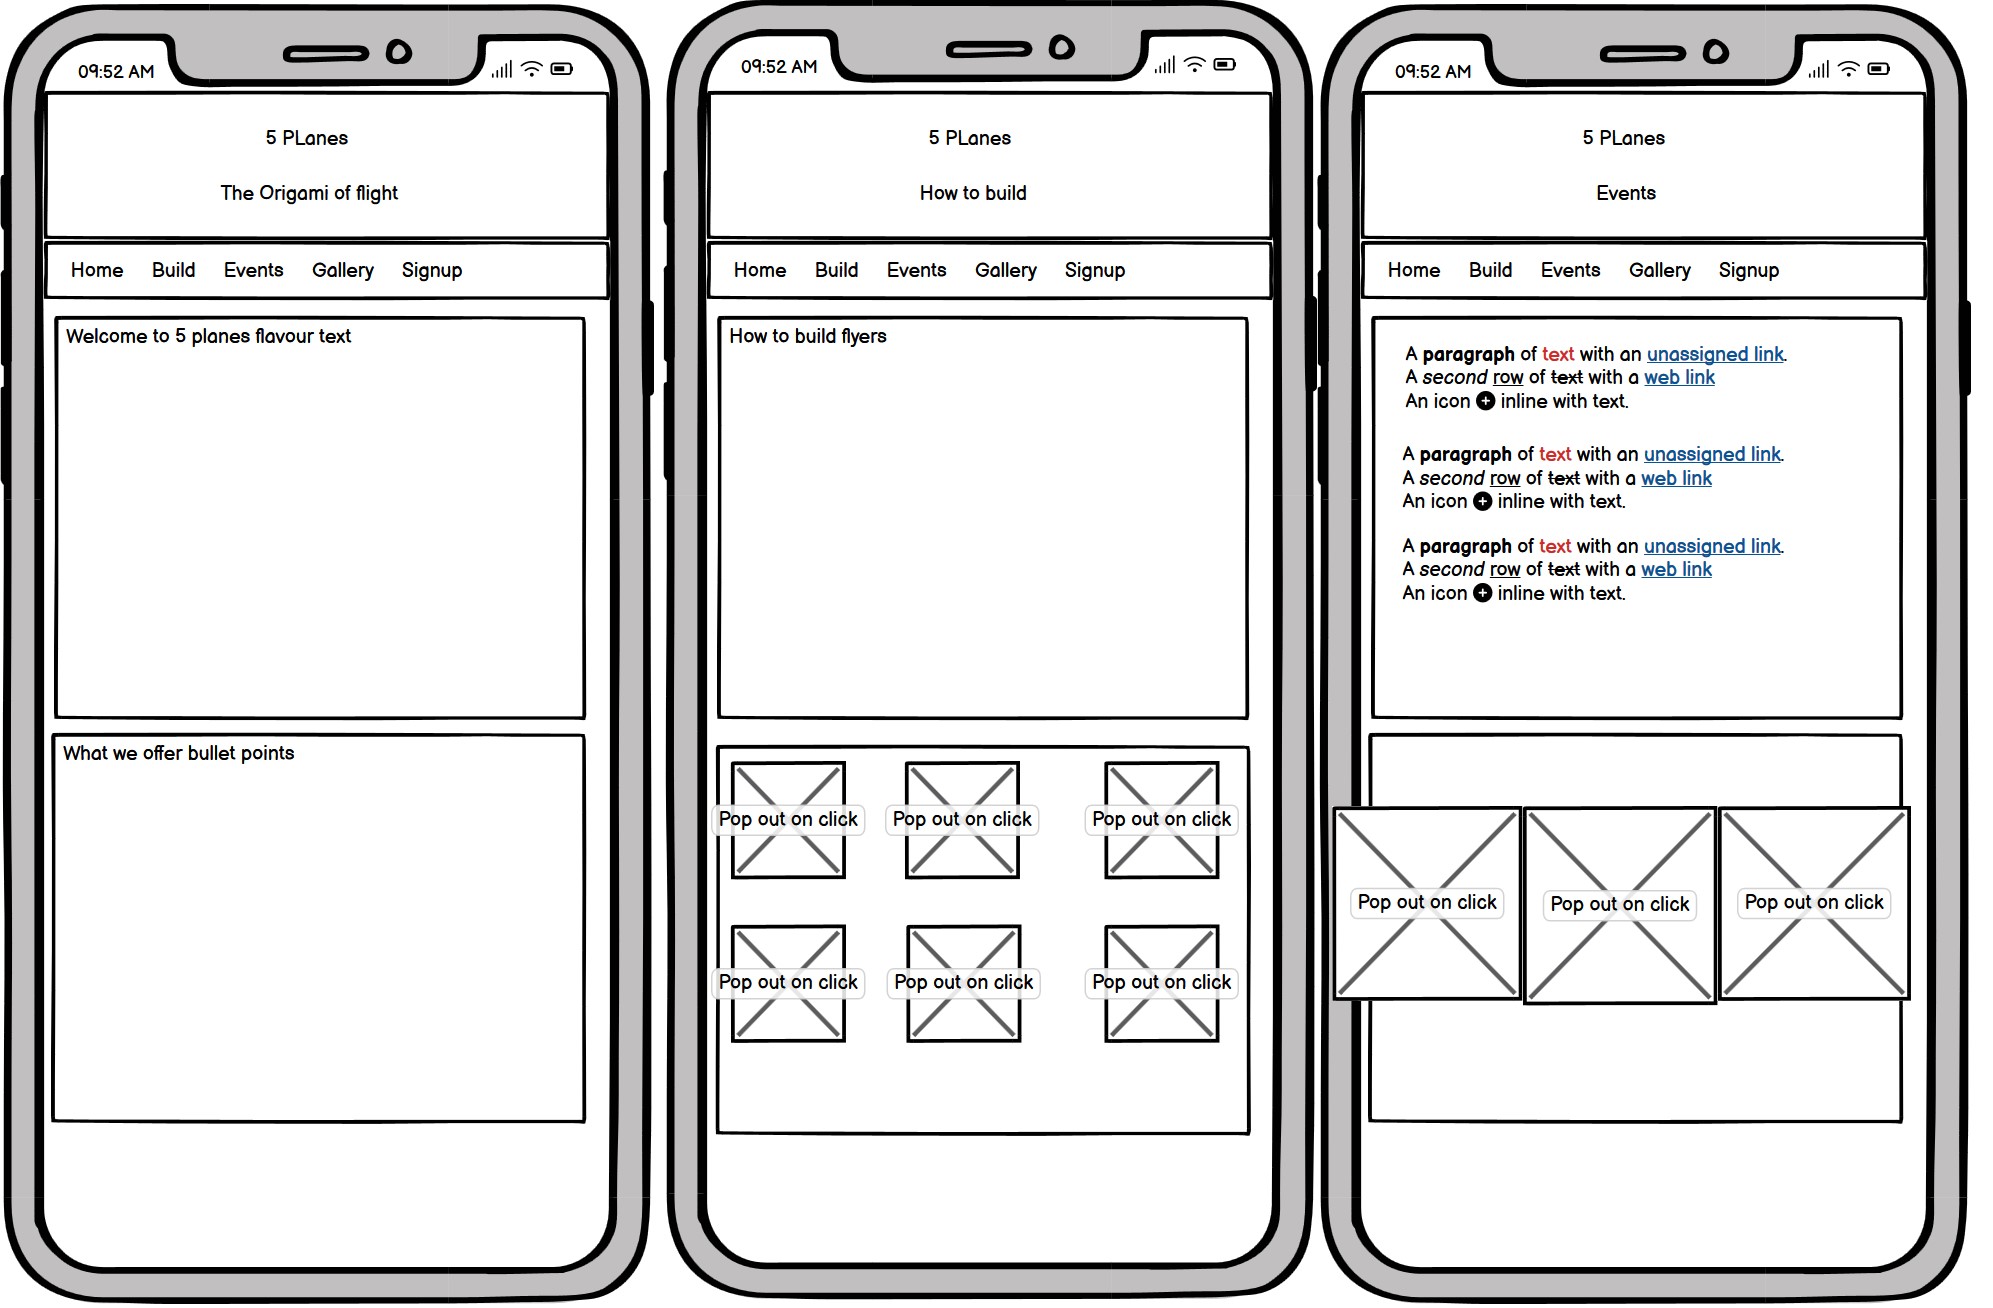 09:52 AM
5 PLanes
The Origami of flight
Home Build Events Gallery Signup
Welcome to 5 planes flavour text
What we offer bullet points
09:52 AM
5 PLanes
How to build
Home Build Events Gallery Signup
How to build flyers
Pop out on click Pop out on click Pop out on click
Pop out on click Pop out on click Pop out on click
09:52 AM
5 PLanes
Events
Home Build Events Gallery Signup
A paragraph of text with an unassigned link.
A second row of text with a web link
An icon inline with text.
A paragraph of text with an unassigned link.
A second row of text with a web link
An icon inline with text.
A paragraph of text with an unassigned link.
A second row of text with a web link
An icon inline with text.
Pop out on click Pop out on click Pop out on click